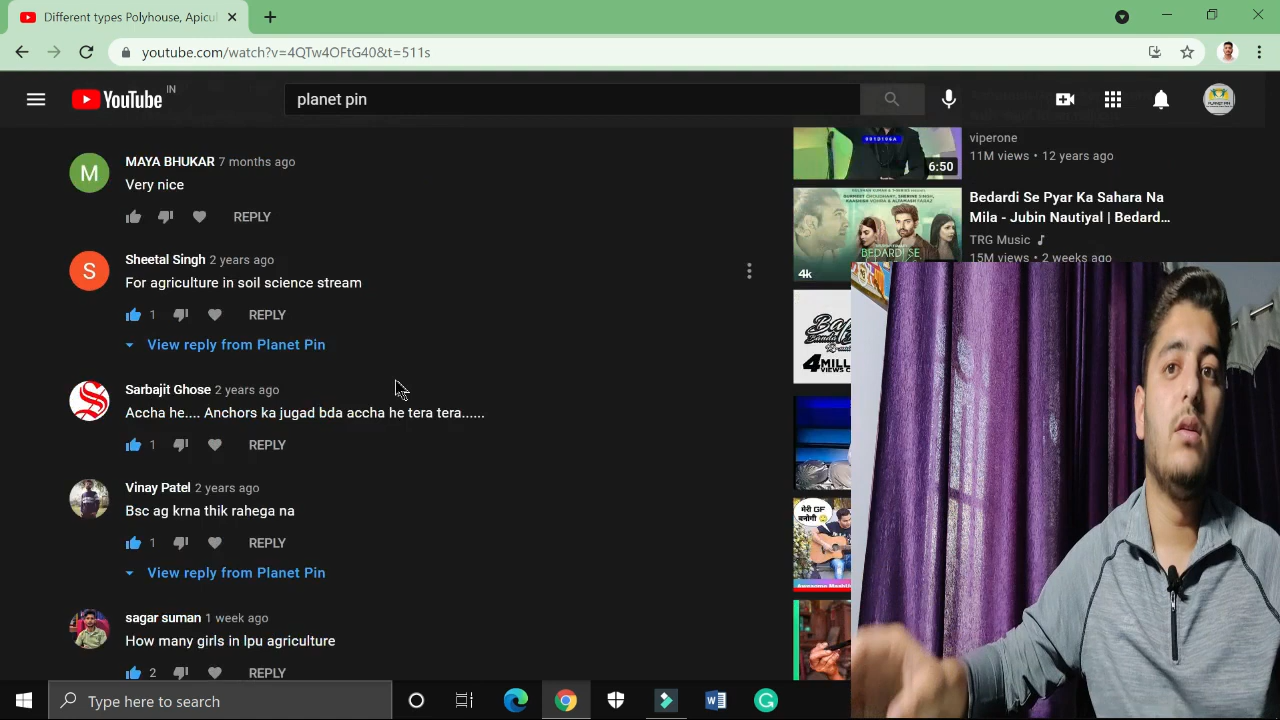 Different types Polyhouse, Apicul
youtube.com/watch?v=4QTw4OFtG40&t=511s
YouTube IN
planet pin
MAYA BHUKAR 7 months ago
Very nice
REPLY
Sheetal Singh 2 years ago
For agriculture in soil science stream
1 REPLY
View reply from Planet Pin
Sarbajit Ghose 2 years ago
Accha he.... Anchors ka jugad bda accha he tera tera......
1 REPLY
Vinay Patel 2 years ago
Bsc ag krna thik rahega na
1 REPLY
View reply from Planet Pin
sagar suman 1 week ago
How many girls in lpu agriculture
2 REPLY
viperone
11M views • 12 years ago
6:50
Bedardi Se Pyar Ka Sahara Na
Mila - Jubin Nautiyal | Bedard...
TRG Music
15M views • 2 weeks ago
BEDARDI SE
4k
मेरी GF
बनोगी
Type here to search